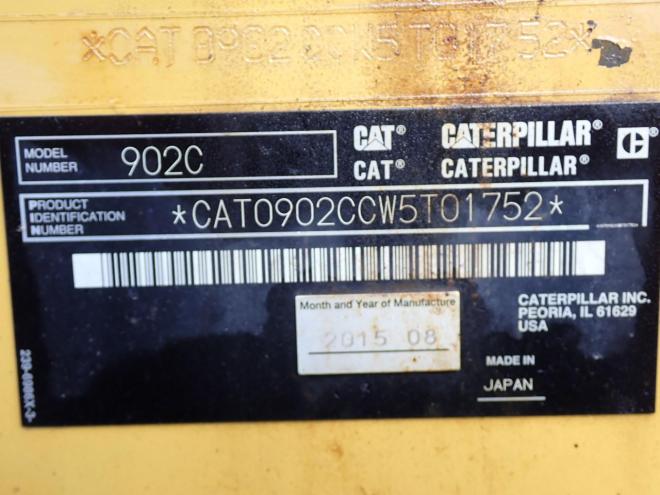 *CAT0902CCW5T01752*
MODEL NUMBER 902C
CAT® CATERPILLAR®
CAT® CATERPILLAR®
PRODUCT IDENTIFICATION NUMBER *CAT0902CCW5T01752*
Month and Year of Manufacture
2015 08
CATERPILLAR INC.
PEORIA, IL 61629
USA
MADE IN
JAPAN